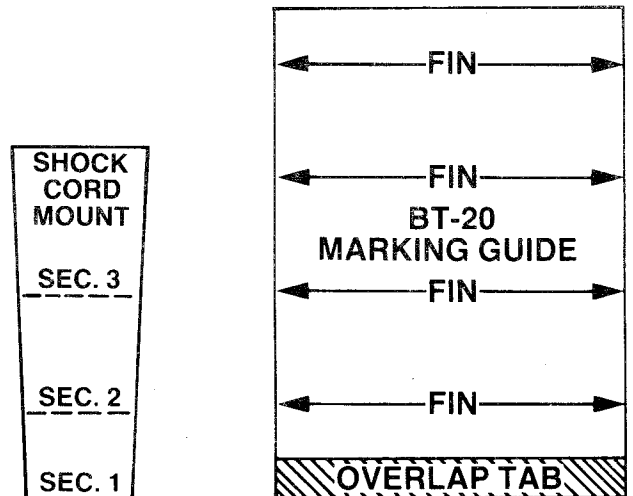 SHOCK
CORD
MOUNT
SEC. 3
SEC. 2
SEC. 1
FIN
FIN
BT-20
MARKING GUIDE
FIN
FIN
OVERLAP TAB